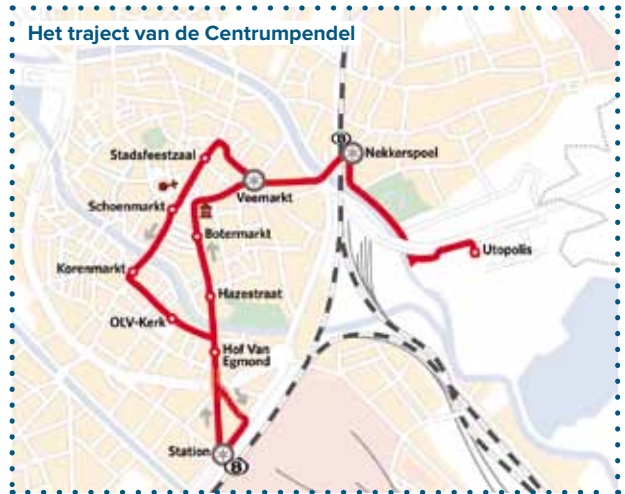 Het traject van de Centrumpendel
B
Nekkerspoel
Stadsfeestzaal
Veemarkt
Schoenmarkt
Botermarkt
Utopolis
Korenmarkt
Hazestraat
OLV-Kerk
Hof Van
Egmond
Station
B